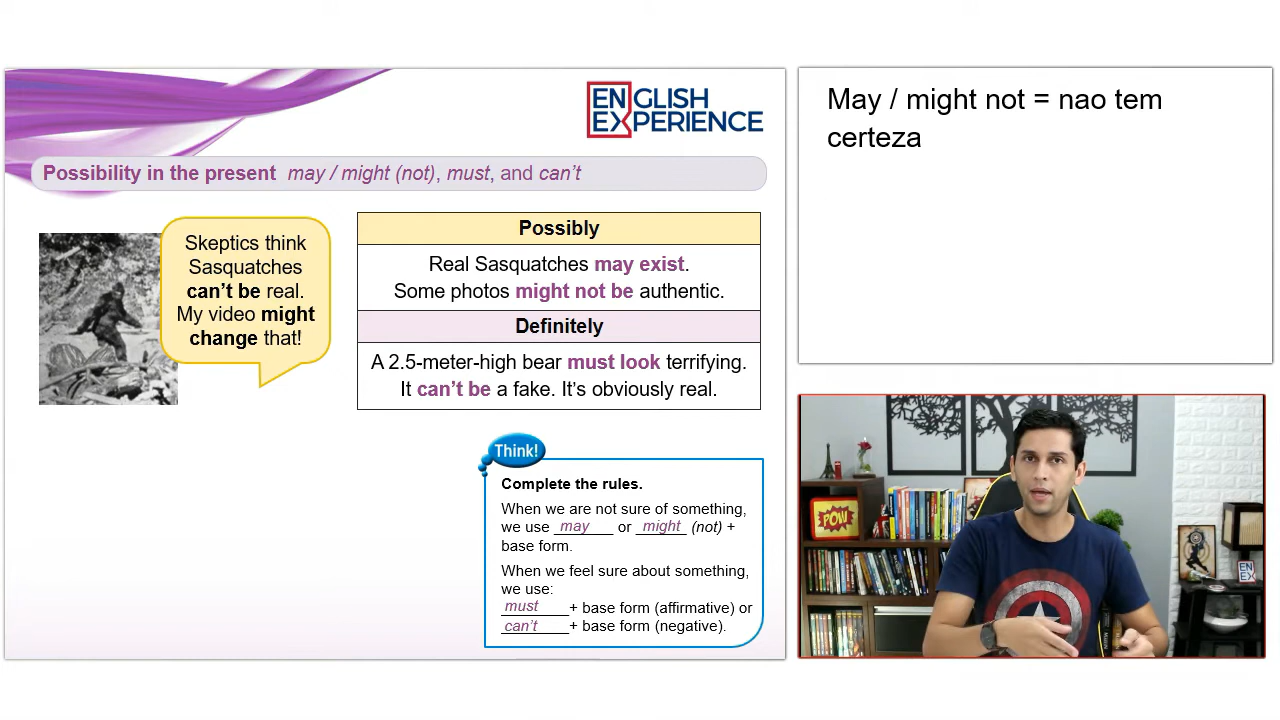 ENGLISH
EXPERIENCE
Possibility in the present may / might (not), must, and can't
Skeptics think
Sasquatches
can't be real.
My video might
change that!
Possibly
Real Sasquatches may exist.
Some photos might not be authentic.
Definitely
A 2.5-meter-high bear must look terrifying.
It can't be a fake. It's obviously real.
Think!
Complete the rules.
When we are not sure of something,
we use may or might (not) +
base form.
When we feel sure about something,
we use:
must + base form (affirmative) or
can't + base form (negative).
May / might not = nao tem
certeza
POW
EN
EX